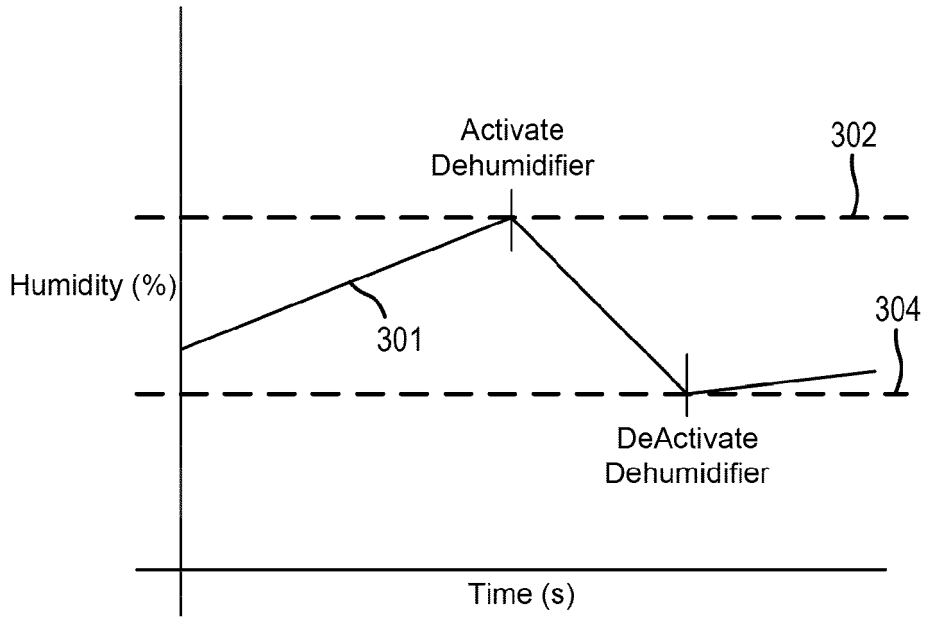 Activate
Dehumidifier
302
Humidity (%)
301
304
DeActivate
Dehumidifier
Time (s)